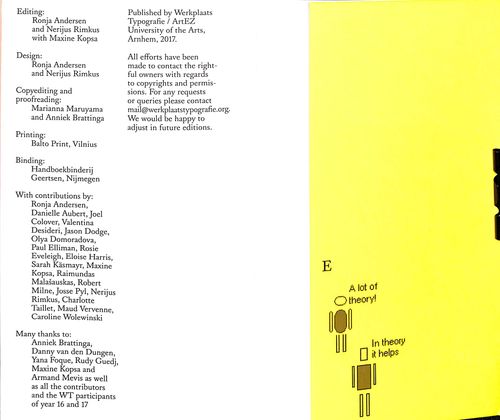 Editing:
Ronja Andersen
and Nerijus Rimkus
with Maxine Kopsa
Design:
Ronja Andersen
and Nerijus Rimkus
Copyediting and
proofreading:
Marianna Maruyama
and Anniek Brattinga
Printing:
Balto Print, Vilnius
Binding:
Handboekbinderij
Geertsen, Nijmegen
With contributions by:
Ronja Andersen,
Danielle Aubert, Joel
Colover, Valentina
Desideri, Jason Dodge,
Olya Domoradova,
Paul Elliman, Rosie
Eveleigh, Eloise Harris,
Sarah Käsmayr, Maxine
Kopsa, Raimundas
Malašauskas, Robert
Milne, Josse Pyl, Nerijus
Rimkus, Charlotte
Taillet, Maud Vervenne,
Caroline Wolewinski
Many thanks to:
Anniek Brattinga,
Danny van den Dungen,
Yana Foque, Rudy Guedj,
Maxine Kopsa and
Armand Mevis as well
as all the contributors
and the WT participants
of year 16 and 17
Published by Werkplaats
Typografie / ArtEZ
University of the Arts,
Arnhem, 2017.
All efforts have been
made to contact the right-
ful owners with regards
to copyrights and permis-
sions. For any requests
or queries please contact
mail@werkplaatstypografie.org.
We would be happy to
adjust in future editions.
E
A lot of
theory!
In theory
it helps